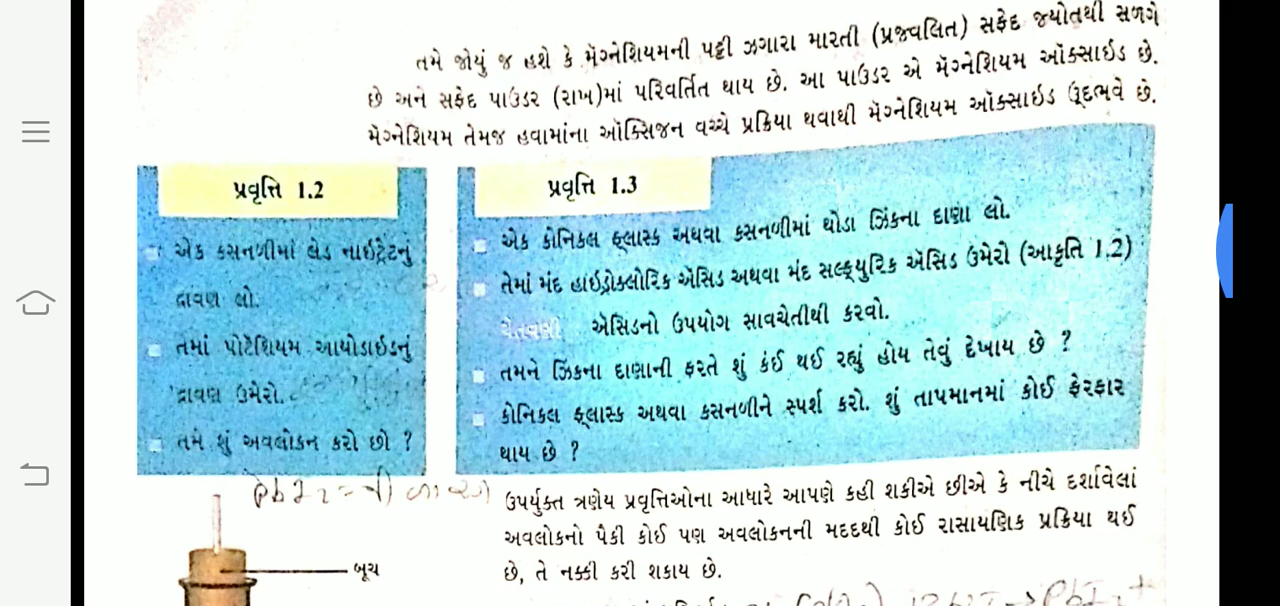 તમે જોયું જ હશે કે મૅગ્નેશિયમની પટ્ટી ઝગારા મારતી (પ્રજ્વલિત) સફેદ જ્યોતથી સળગે
છે અને સફેદ પાઉડર (રાખ)માં પરિવર્તિત થાય છે. આ પાઉડર એ મૅગ્નેશિયમ ઑક્સાઇડ છે.
મૅગ્નેશિયમ તેમજ હવામાંના ઑક્સિજન વચ્ચે પ્રક્રિયા થવાથી મૅગ્નેશિયમ ઑક્સાઇડ ઉદ્દભવે છે.
પ્રવૃત્તિ 1.2
એક કસનળીમાં લેડ નાઇટ્રેટનું
દ્રાવણ લો.
તેમાં પોટૅશિયમ આયોડાઇડનું
દ્રાવણ ઉમેરો.
તમે શું અવલોકન કરો છો ?
પ્રવૃત્તિ 1.3
એક કોનિકલ ફ્લાસ્ક અથવા કસનળીમાં થોડા ઝિંકના દાણા લો.
તેમાં મંદ હાઇડ્રોક્લોરિક ઍસિડ અથવા મંદ સલ્ફ્યુરિક ઍસિડ ઉમેરો (આકૃતિ 1.2)
ચેતવણી ઍસિડનો ઉપયોગ સાવચેતીથી કરવો.
તમને ઝિંકના દાણાની ફરતે શું કંઈ થઈ રહ્યું હોય તેવું દેખાય છે ?
કોનિકલ ફ્લાસ્ક અથવા કસનળીને સ્પર્શ કરો. શું તાપમાનમાં કોઈ ફેરફાર
થાય છે ?
ઉપર્યુક્ત ત્રણેય પ્રવૃત્તિઓના આધારે આપણે કહી શકીએ છીએ કે નીચે દર્શાવેલાં
અવલોકનો પૈકી કોઈ પણ અવલોકનની મદદથી કોઈ રાસાયણિક પ્રક્રિયા થઈ
છે, તે નક્કી કરી શકાય છે.
બૂચ